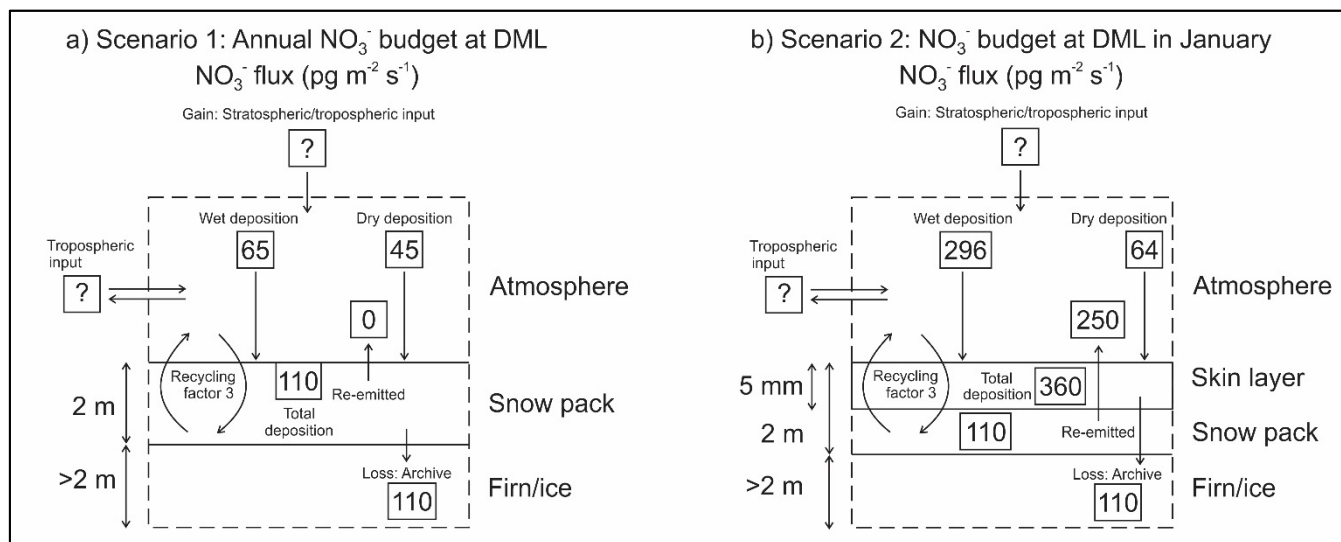 a) Scenario 1: Annual NO₃⁻ budget at DML
NO₃⁻ flux (pg m⁻² s⁻¹)
Gain: Stratospheric/tropospheric input
?
Wet deposition
65
Dry deposition
45
Tropospheric
input
?
0
Atmosphere
Recycling
factor 3
110
Re-emitted
Total
deposition
2 m
Snow pack
>2 m
Loss: Archive
110
Firn/ice
b) Scenario 2: NO₃⁻ budget at DML in January
NO₃⁻ flux (pg m⁻² s⁻¹)
Gain: Stratospheric/tropospheric input
?
Wet deposition
296
Dry deposition
64
Tropospheric
input
?
250
Atmosphere
5 mm
Recycling
factor 3
Total
deposition
360
Skin layer
2 m
110
Re-emitted
Snow pack
>2 m
Loss: Archive
110
Firn/ice